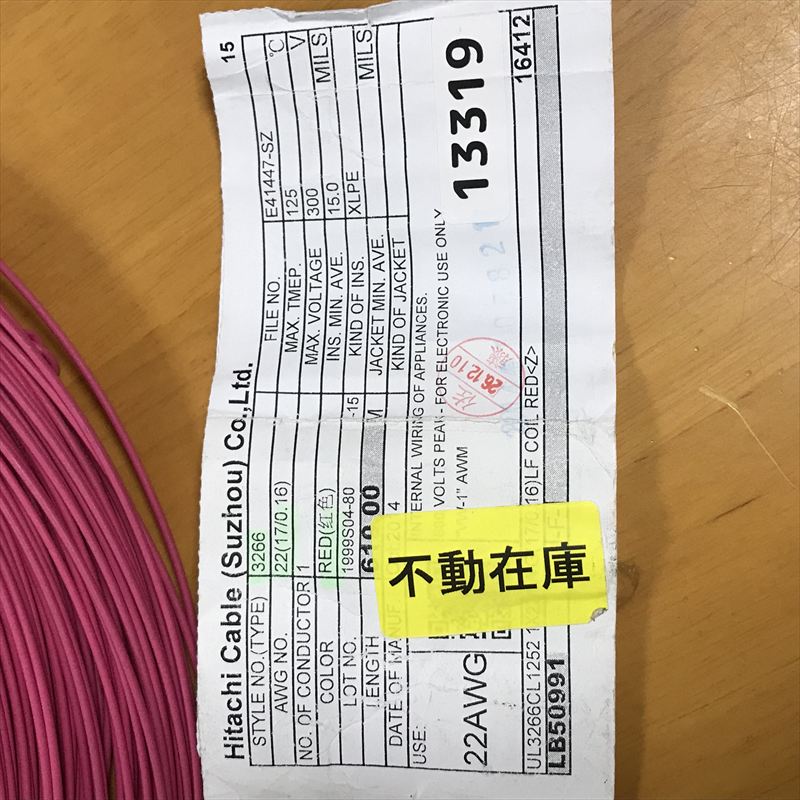 Hitachi Cable (Suzhou) Co.,Ltd. 15
STYLE NO.(TYPE) 3266 FILE NO. E41447-SZ
AWG NO. 22(17/0.16) MAX. TMEP. 125 °C
NO. OF CONDUCTOR 1 MAX. VOLTAGE 300 V
COLOR RED(红色) INS. MIN. AVE. 15.0 MILS
LOT NO. 1999S04-80 -15 KIND OF INS. XLPE
LENGTH 610.00 M JACKET MIN. AVE. MILS
DATE OF MANUF KIND OF JACKET
USE: INTERNAL WIRING OF APPLIANCES.
VOLTS PEAK - FOR ELECTRONIC USE ONLY
22AWG AWM
13319
26.12.10
不動在庫
UL3266CL1252 16)LF COIL RED<Z> 16412
LB50991 -F-